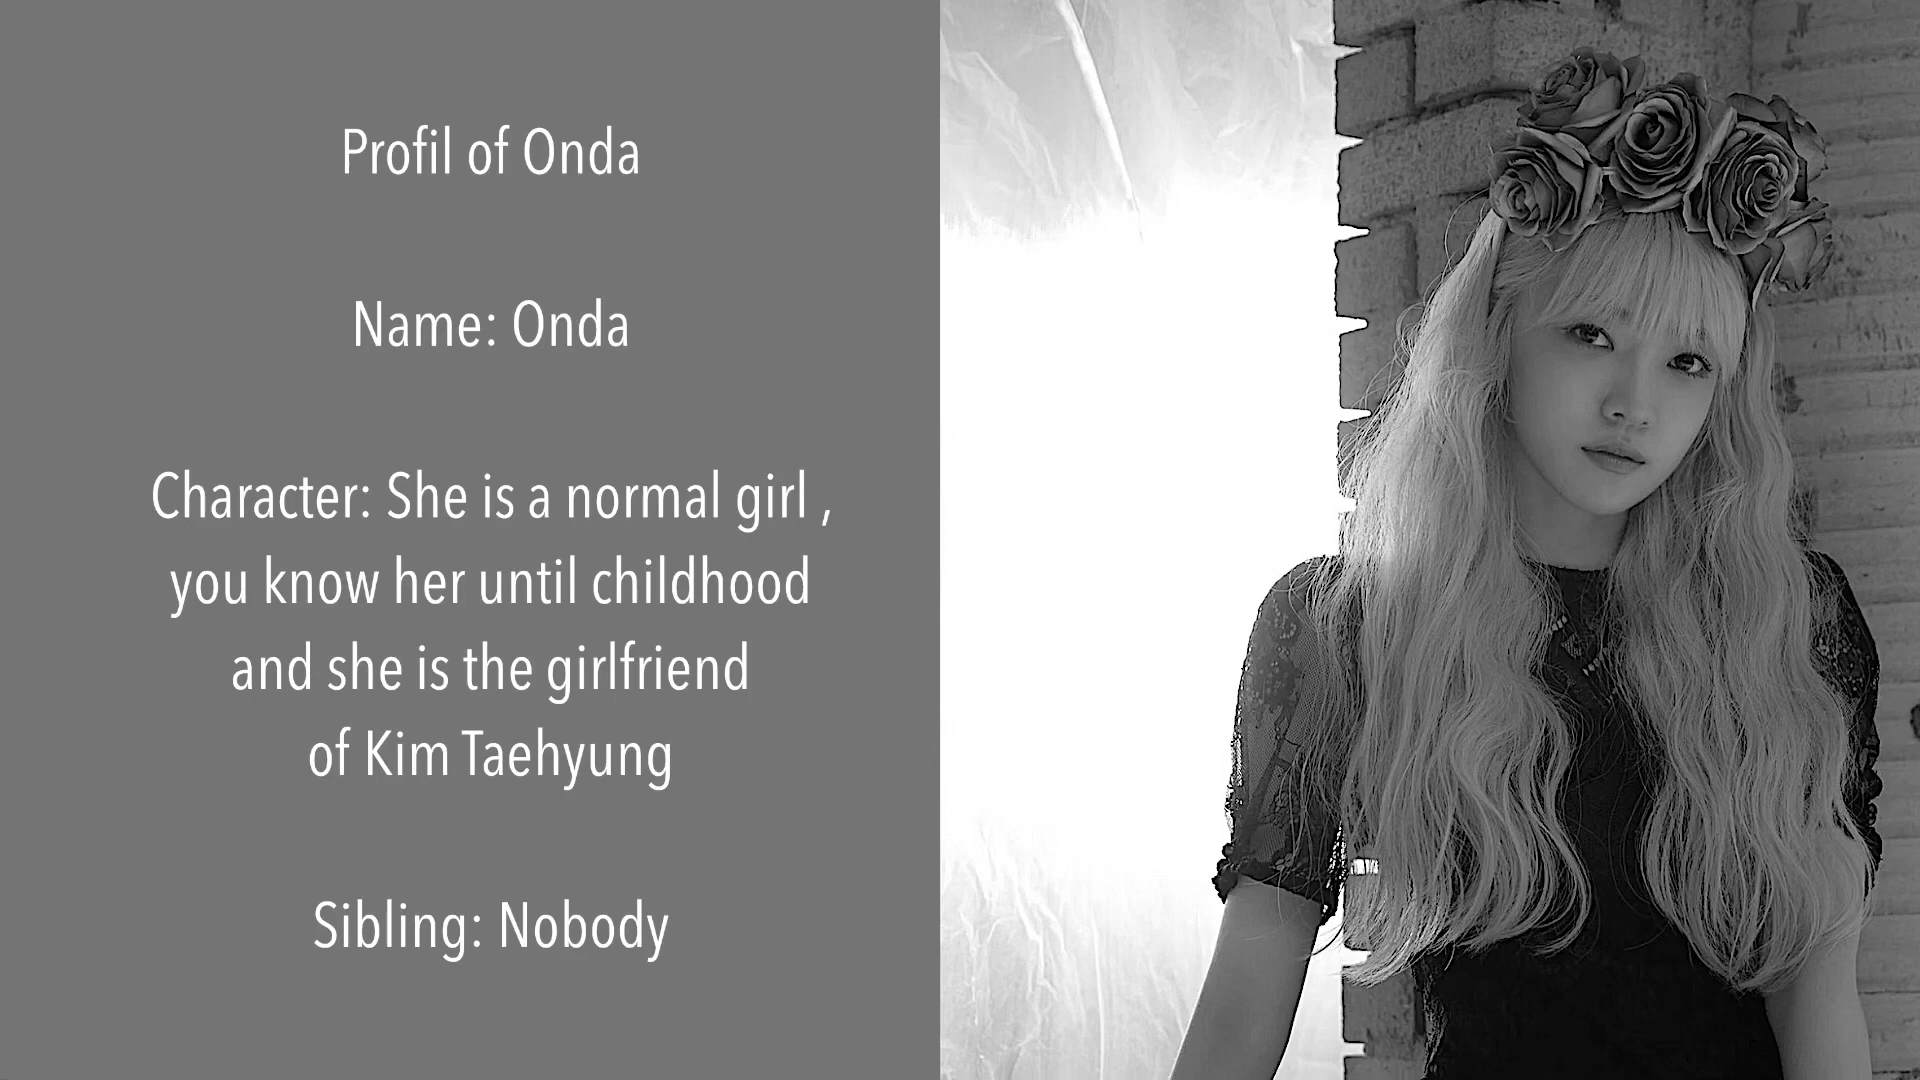 Profil of Onda
Name: Onda
Character: She is a normal girl ,
you know her until childhood
and she is the girlfriend
of Kim Taehyung
Sibling: Nobody